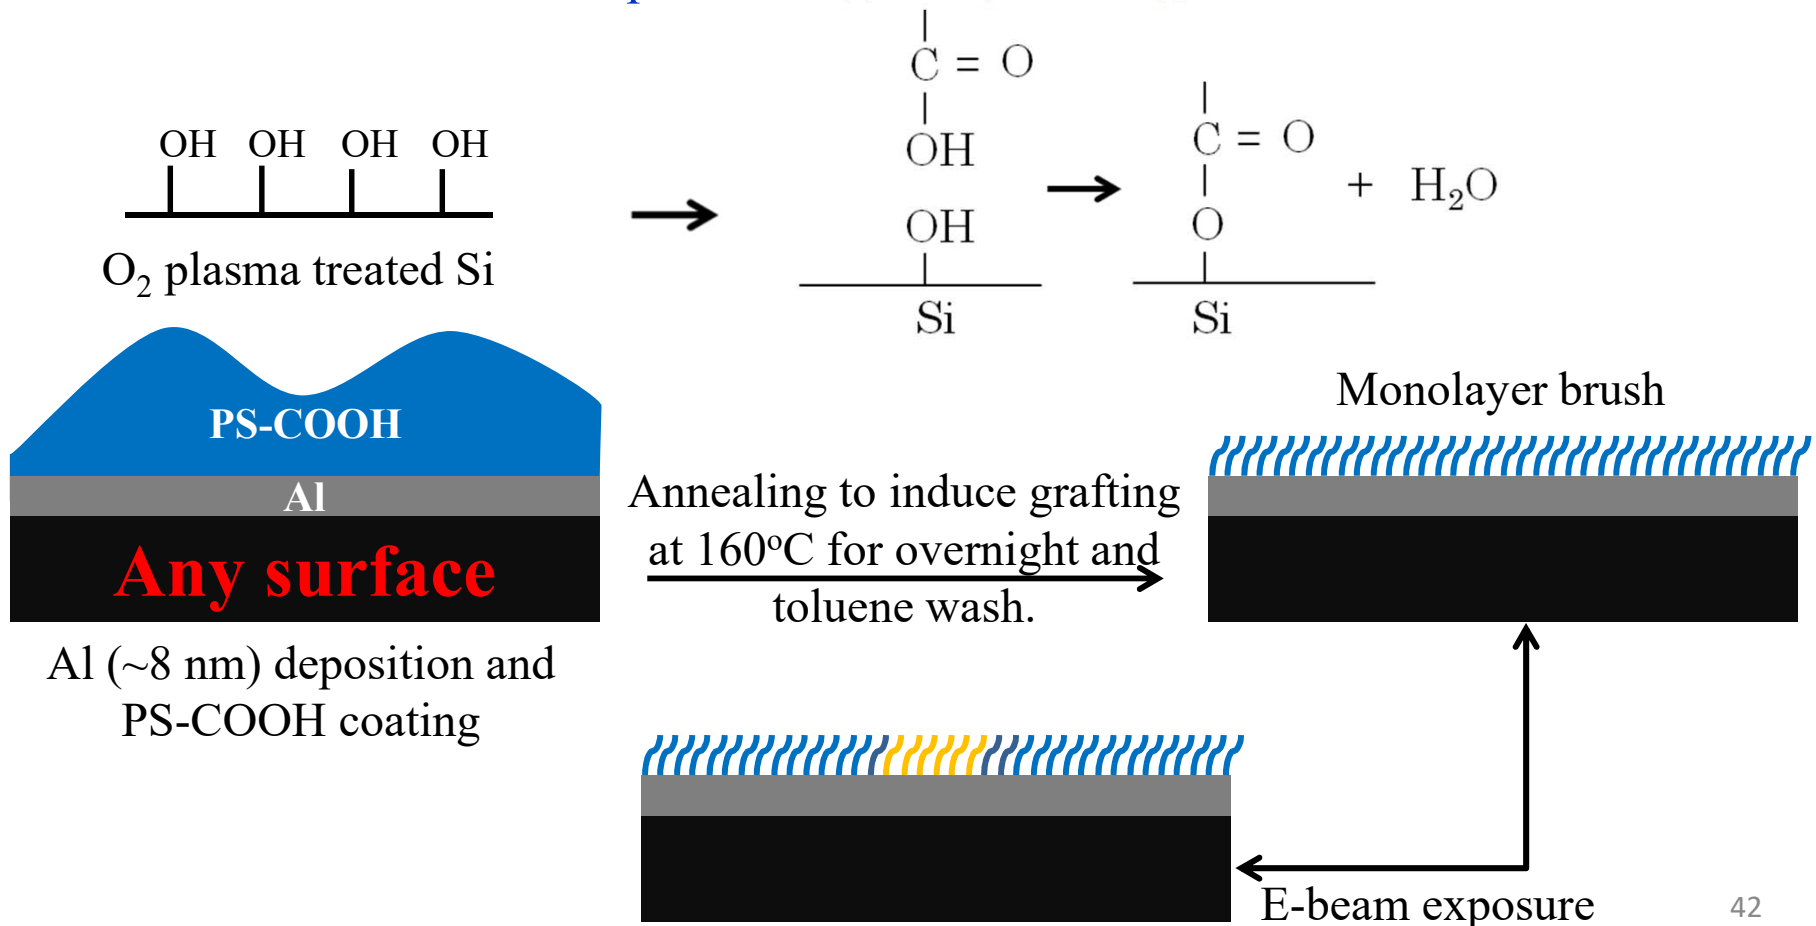 C = O
OH
OH
Si
C = O
O
Si
+ H₂O
OH OH OH OH
O₂ plasma treated Si
PS-COOH
Al
Any surface
Al (~8 nm) deposition and
PS-COOH coating
Annealing to induce grafting
at 160°C for overnight and
toluene wash.
Monolayer brush
E-beam exposure
42